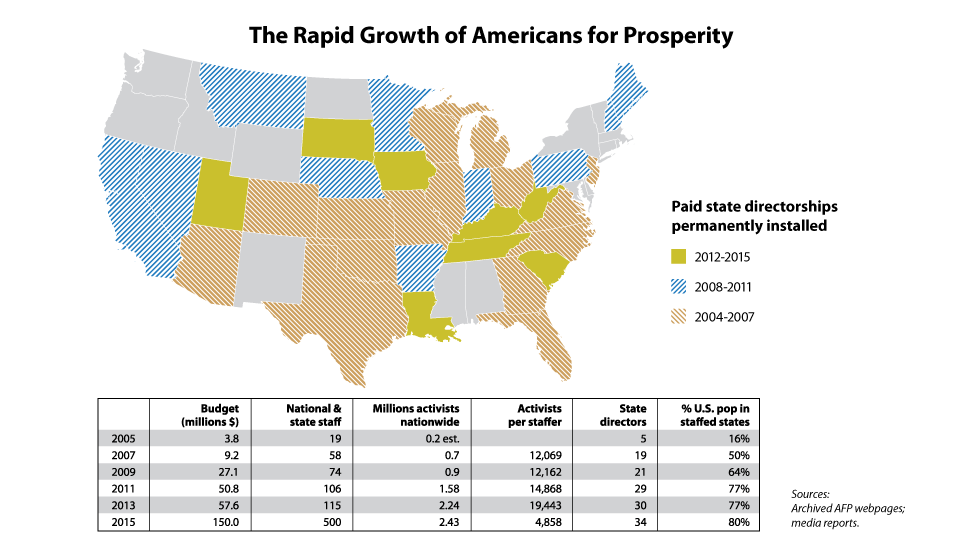 The Rapid Growth of Americans for Prosperity
Paid state directorships
permanently installed
2012-2015
2008-2011
2004-2007
Budget National & Millions activists Activists State % U.S. pop in
(millions $) state staff nationwide per staffer directors staffed states
2005 3.8 19 0.2 est. 5 16%
2007 9.2 58 0.7 12,069 19 50%
2009 27.1 74 0.9 12,162 21 64%
2011 50.8 106 1.58 14,868 29 77%
2013 57.6 115 2.24 19,443 30 77%
2015 150.0 500 2.43 4,858 34 80%
Sources:
Archived AFP webpages;
media reports.